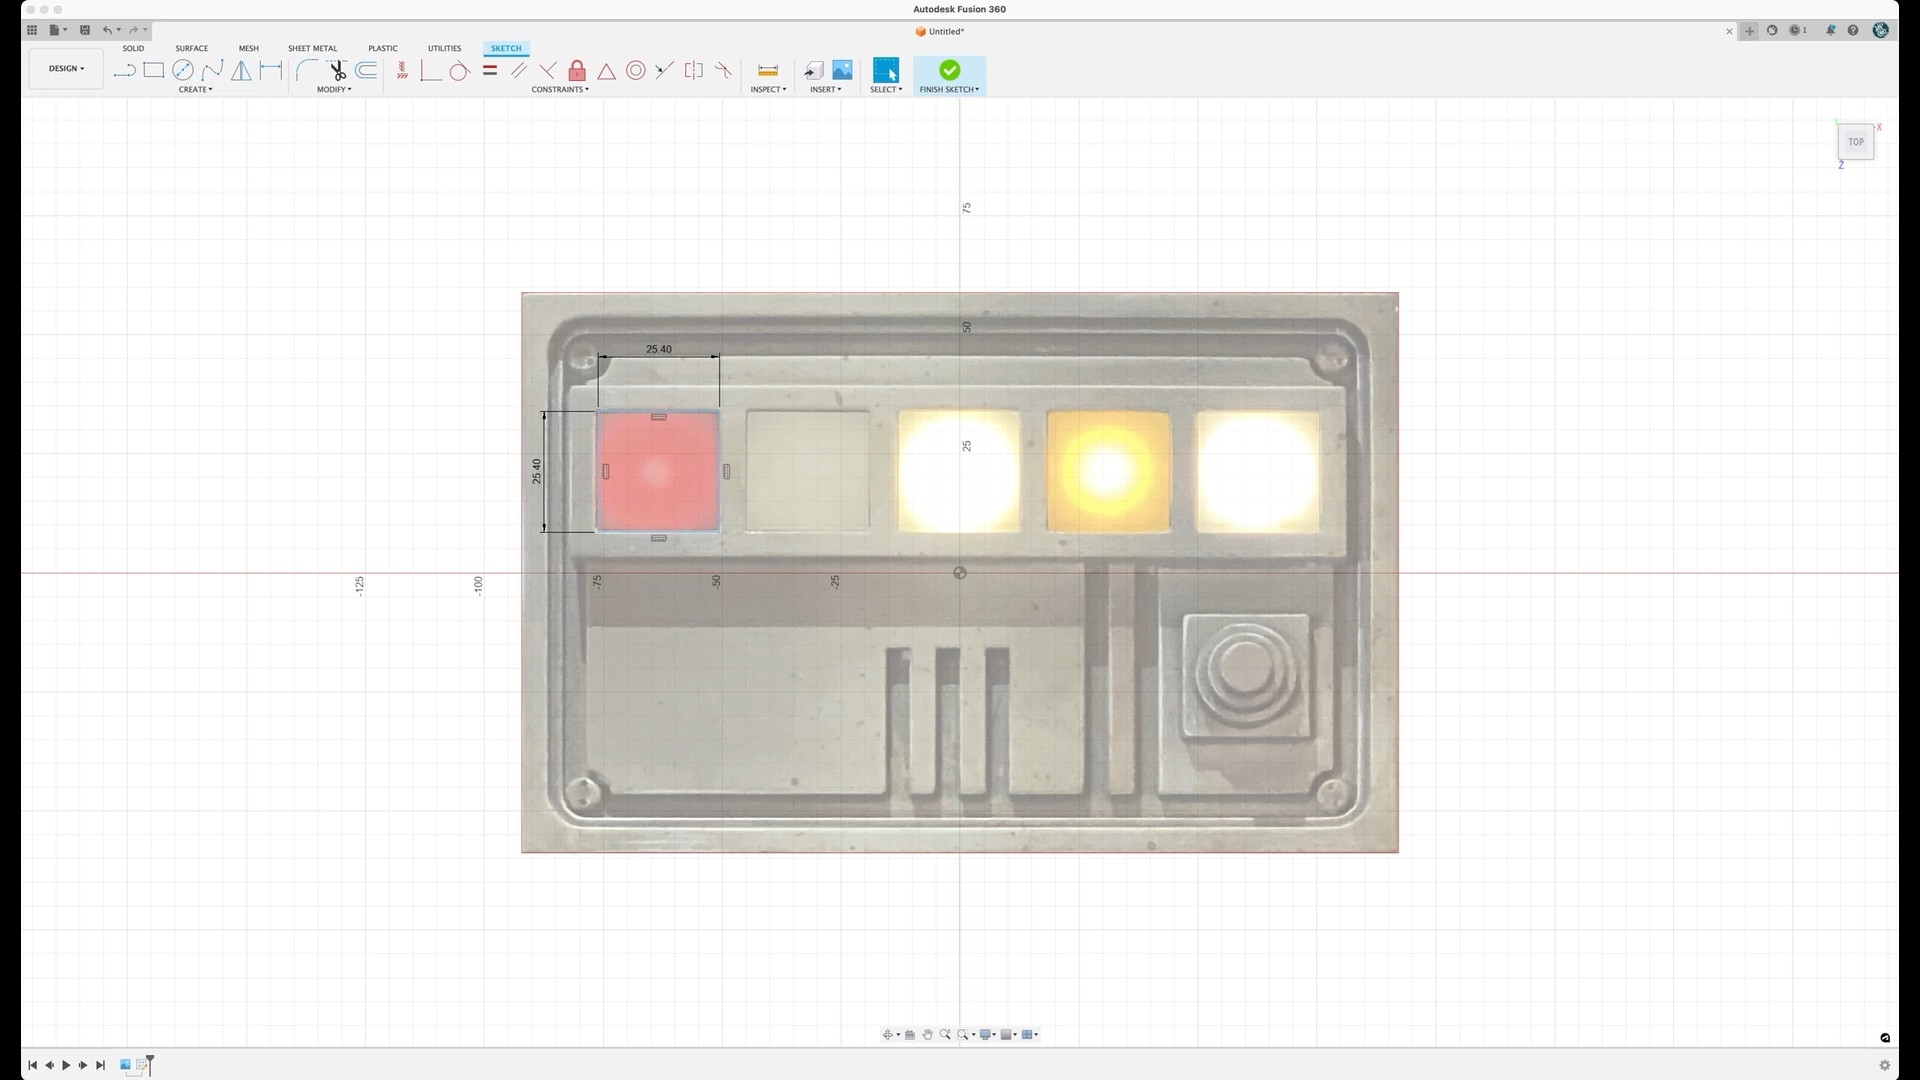 Autodesk Fusion 360
Untitled*
1
SOLID SURFACE MESH SHEET METAL PLASTIC UTILITIES SKETCH
DESIGN
CREATE MODIFY CONSTRAINTS INSPECT INSERT SELECT FINISH SKETCH
X
TOP
Z
75
50
25.40
25
25.40
-125 -100 -75 -50 -25